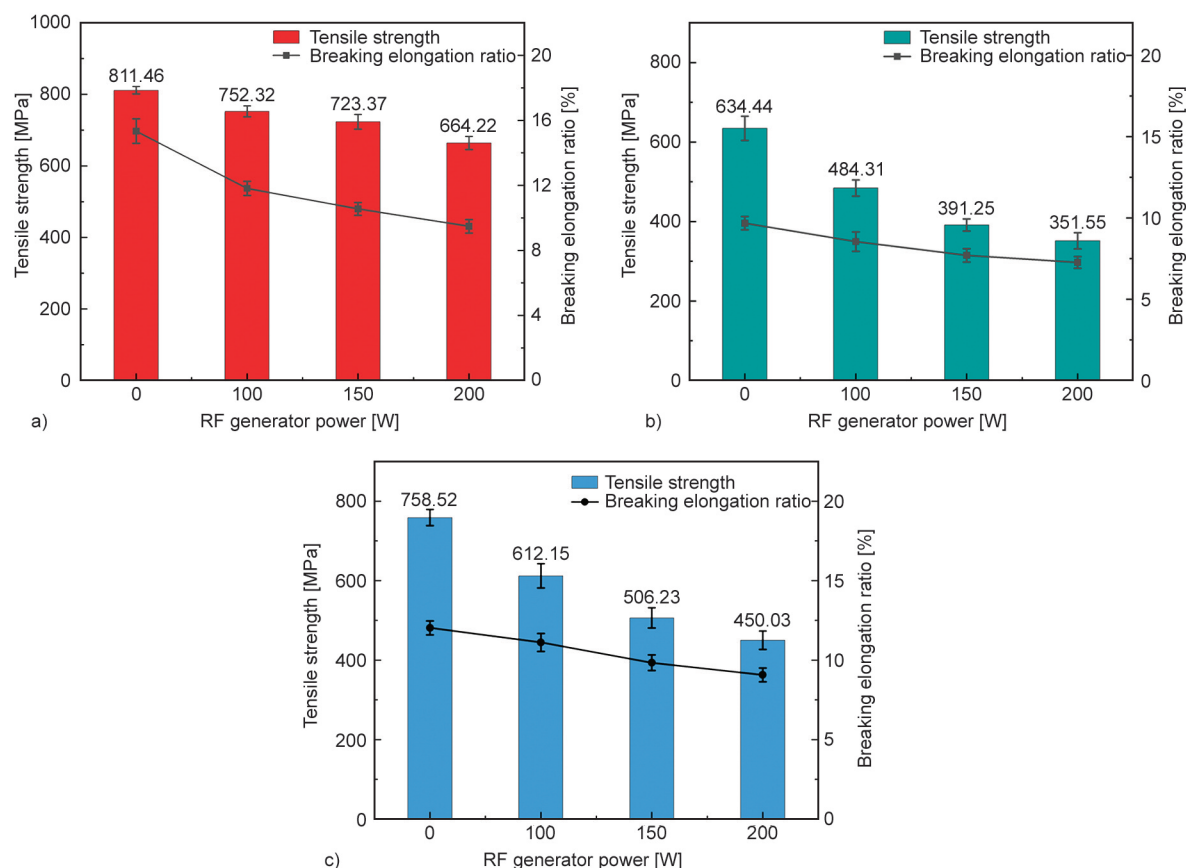 1000
800
600
400
200
0
Tensile strength [MPa]
Tensile strength
Breaking elongation ratio
811.46
752.32
723.37
664.22
20
16
12
8
4
0
Breaking elongation ratio [%]
0 100 150 200
RF generator power [W]
a)
800
600
400
200
0
Tensile strength [MPa]
Tensile strength
Breaking elongation ratio
634.44
484.31
391.25
351.55
20
15
10
5
0
Breaking elongation ratio [%]
0 100 150 200
RF generator power [W]
b)
800
600
400
200
0
Tensile strength [MPa]
Tensile strength
Breaking elongation ratio
758.52
612.15
506.23
450.03
20
15
10
5
0
Breaking elongation ratio [%]
0 100 150 200
RF generator power [W]
c)